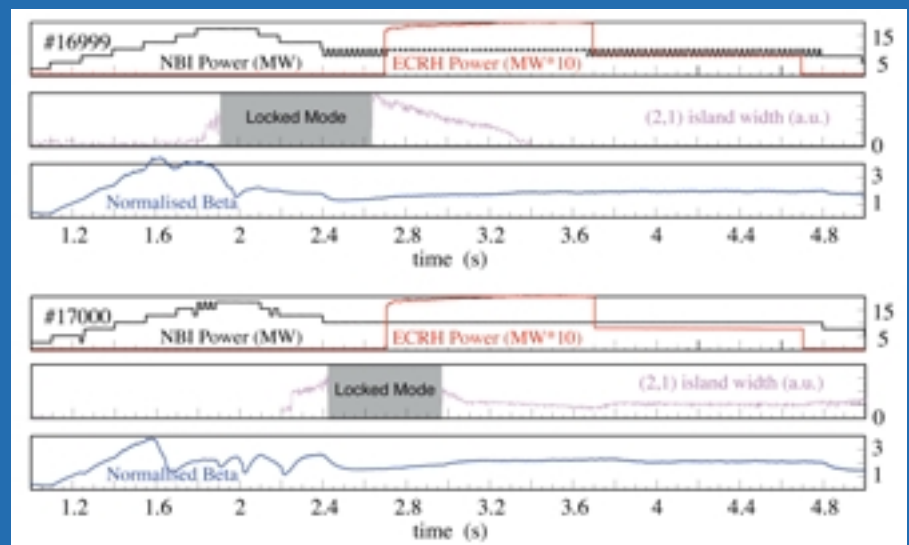 #16999
NBI Power (MW) ECRH Power (MW*10)
15
5
Locked Mode (2,1) island width (a.u.)
0
Normalised Beta
3
1
1.2 1.6 2 2.4 2.8 3.2 3.6 4 4.4 4.8
time (s)
#17000
NBI Power (MW) ECRH Power (MW*10)
15
5
Locked Mode (2,1) island width (a.u.)
0
Normalised Beta
3
1
1.2 1.6 2 2.4 2.8 3.2 3.6 4 4.4 4.8
time (s)